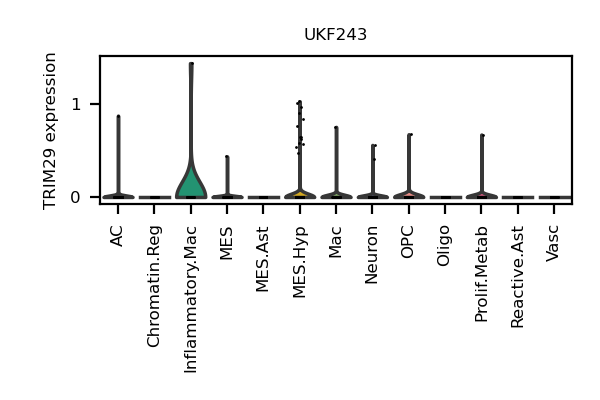 UKF243
TRIM29 expression
1
0
AC
Chromatin.Reg
Inflammatory.Mac
MES
MES.Ast
MES.Hyp
Mac
Neuron
OPC
Oligo
Prolif.Metab
Reactive.Ast
Vasc